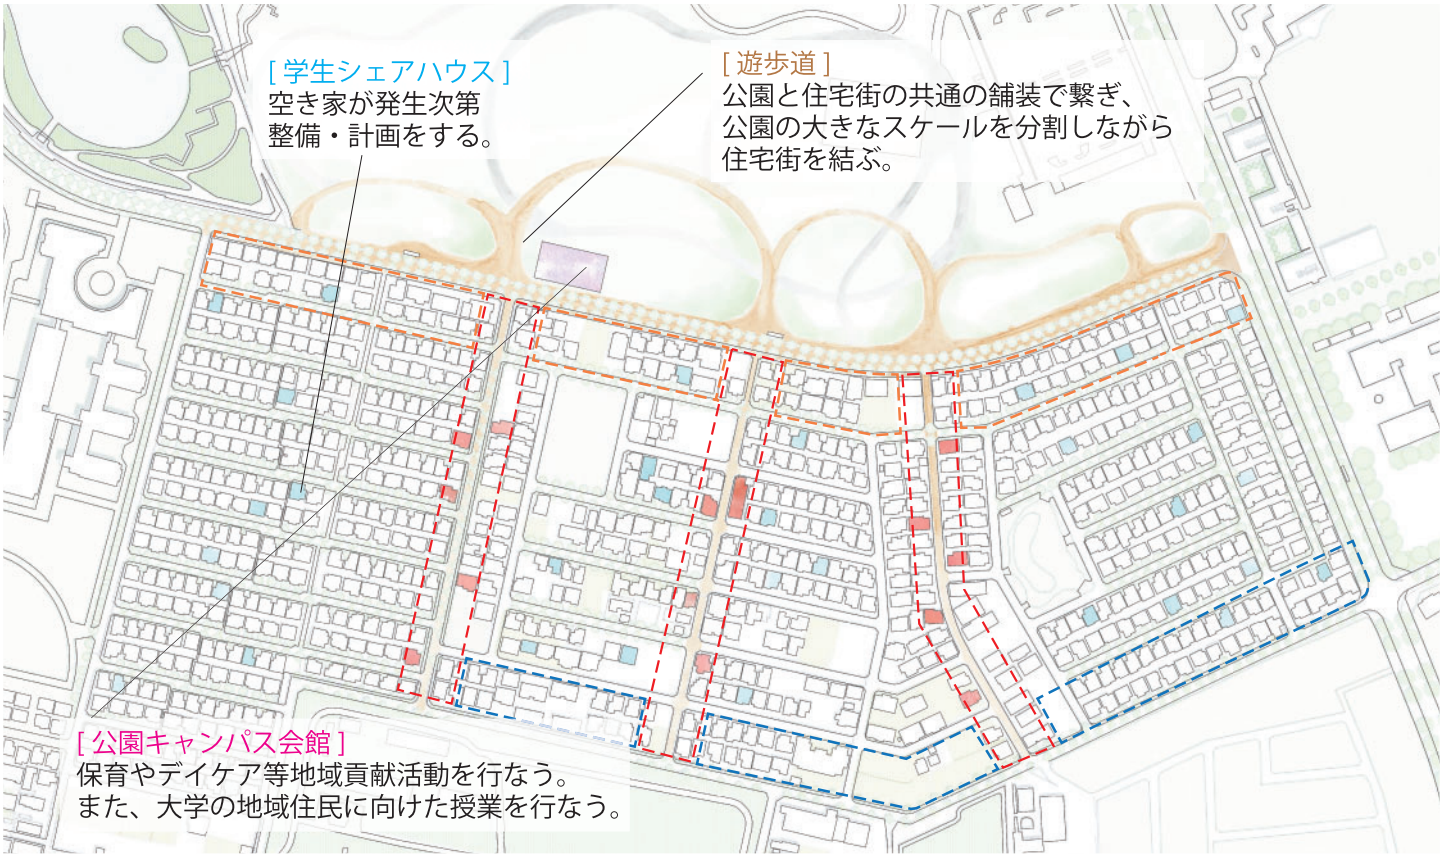 [ 学生シェアハウス ]
空き家が発生次第
整備・計画をする。
[ 遊歩道 ]
公園と住宅街の共通の舗装で繋ぎ、
公園の大きなスケールを分割しながら
住宅街を結ぶ。
[ 公園キャンパス会館 ]
保育やデイケア等地域貢献活動を行なう。
また、大学の地域住民に向けた授業を行なう。